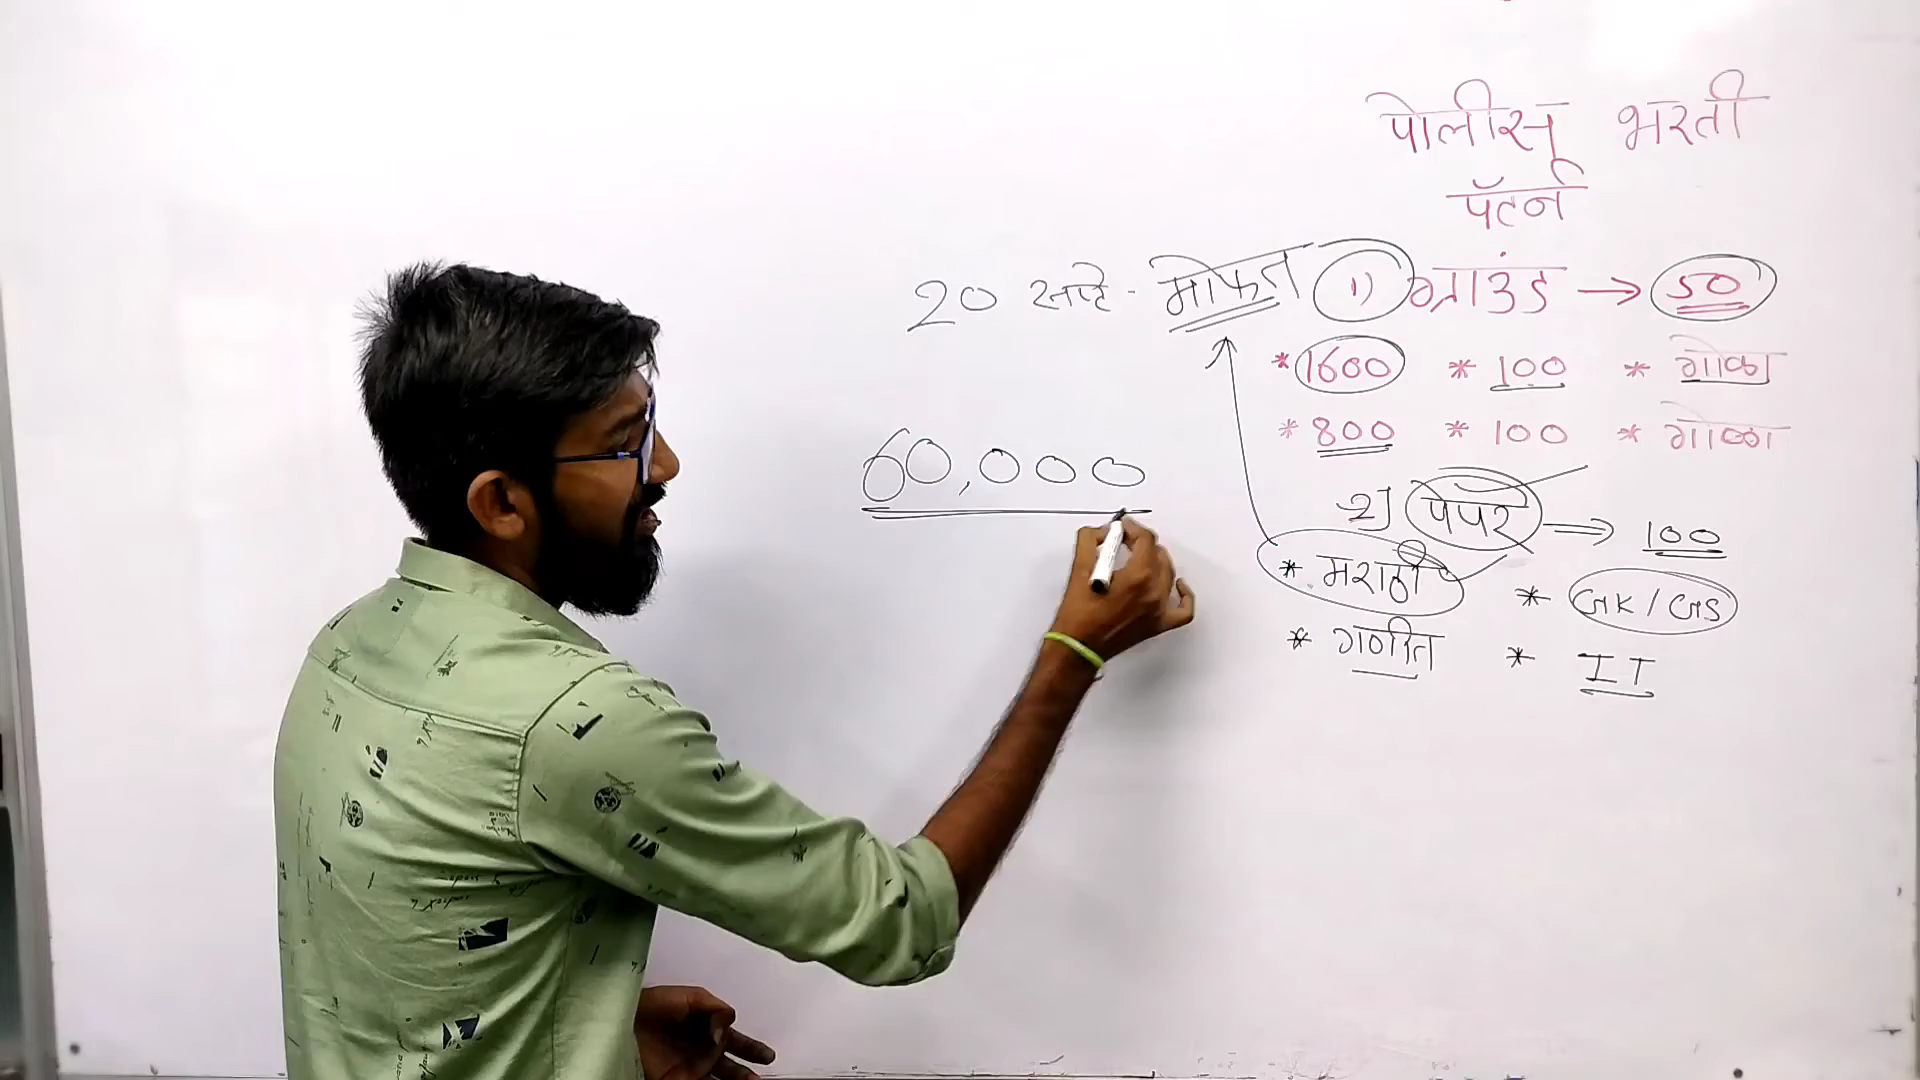 पोलीस भरती
पॅटर्न
20 मार्क - मोफत
1) ग्राउंड → 50
* 1600 * 100 * गोळा
* 800 * 100 * गोळा
60,000
2] पेपर → 100
* मराठी * GK / GS
* गणित * IT